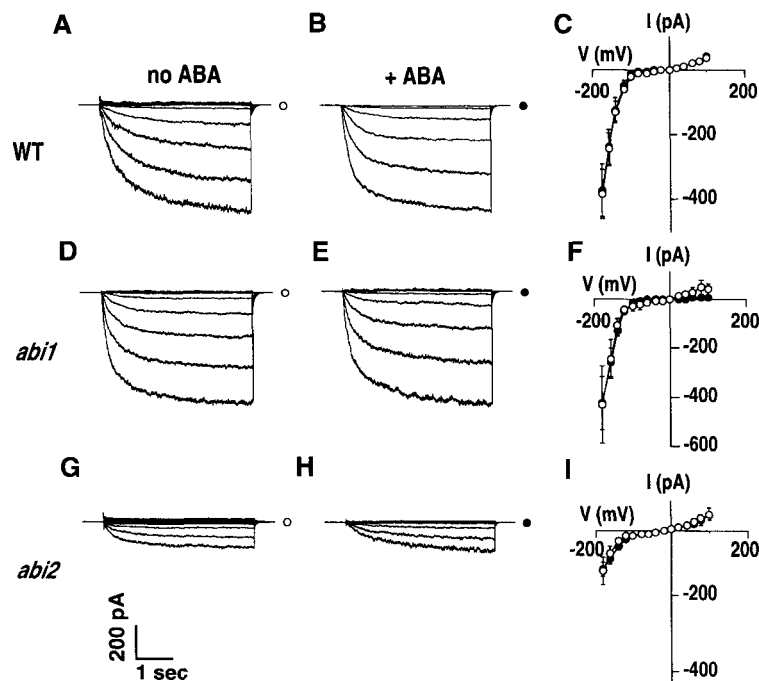 A
no ABA
B
+ ABA
C
I (pA)
V (mV)
-200
200
-200
-400
WT
D
E
F
I (pA)
V (mV)
-200
200
-200
-400
-600
abi1
G
H
I
I (pA)
V (mV)
-200
200
-200
-400
abi2
200 pA
1 sec